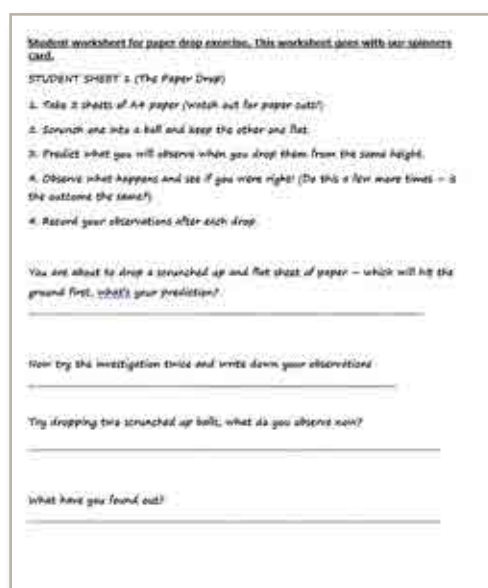 Student worksheet for paper drop exercise. This worksheet goes with our spinners
card.
STUDENT SHEET 1 (The Paper Drop)
1. Take 2 sheets of A4 paper (watch out for paper cuts!)
2. Scrunch one into a ball and keep the other one flat.
3. Predict what you will observe when you drop them from the same height.
4. Observe what happens and see if you were right! (Do this a few more times – is
the outcome the same?)
4. Record your observations after each drop
You are about to drop a scrunched up and flat sheet of paper – which will hit the
ground first, what's your prediction?
Now try the investigation twice and write down your observations
Try dropping two scrunched up balls, what do you observe now?
What have you found out?